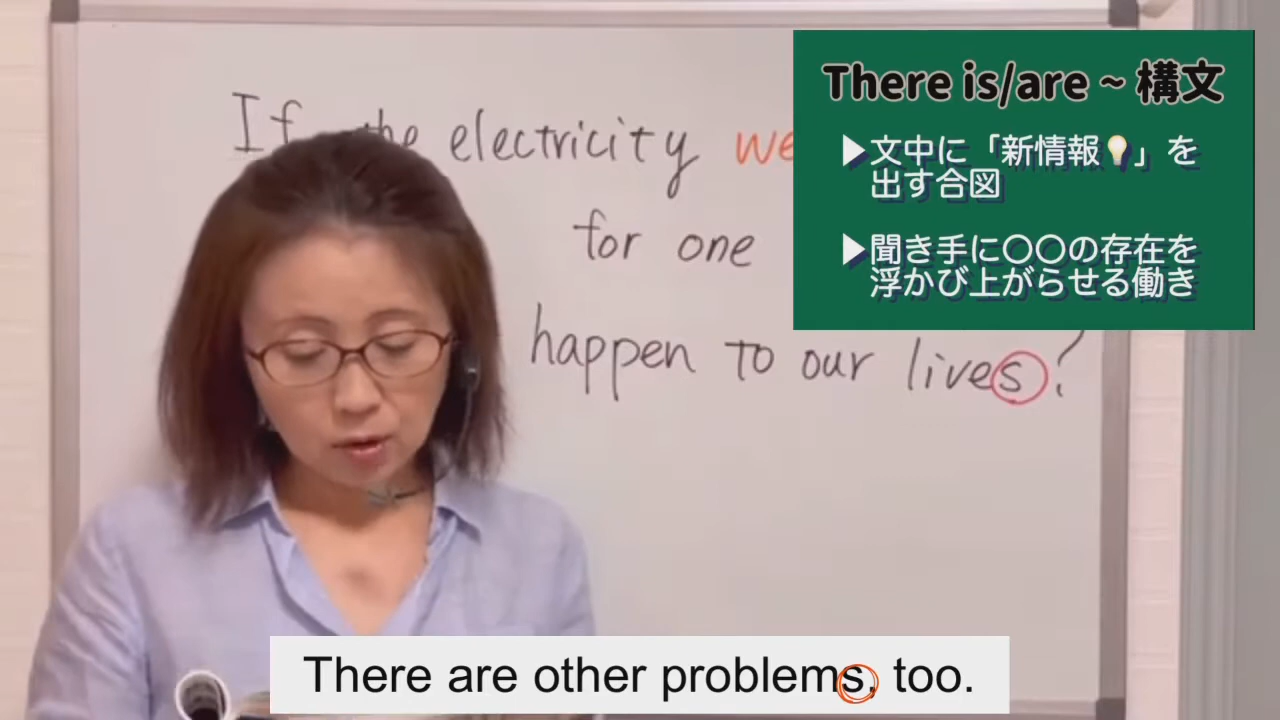 If the electricity we
for one
happen to our lives?
There is/are ~ 構文
▶文中に「新情報💡」を
出す合図
▶聞き手に〇〇の存在を
浮かび上がらせる働き
There are other problems, too.